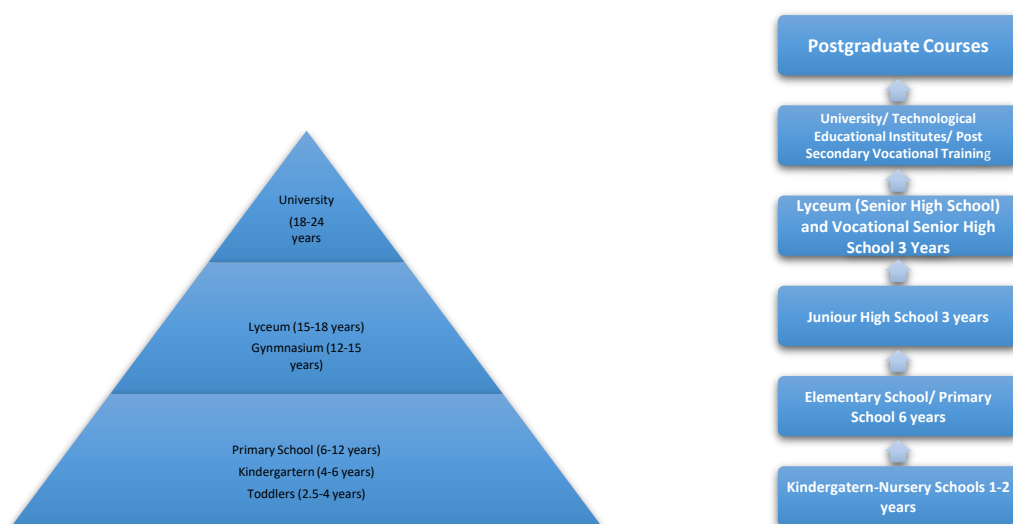 University
(18-24
years
Lyceum (15-18 years)
Gynmnasium (12-15
years)
Primary School (6-12 years)
Kindergartern (4-6 years)
Toddlers (2.5-4 years)
Postgraduate Courses
University/ Technological
Educational Institutes/ Post
Secondary Vocational Training
Lyceum (Senior High School)
and Vocational Senior High
School 3 Years
Juniour High School 3 years
Elementary School/ Primary
School 6 years
Kindergatern-Nursery Schools 1-2
years